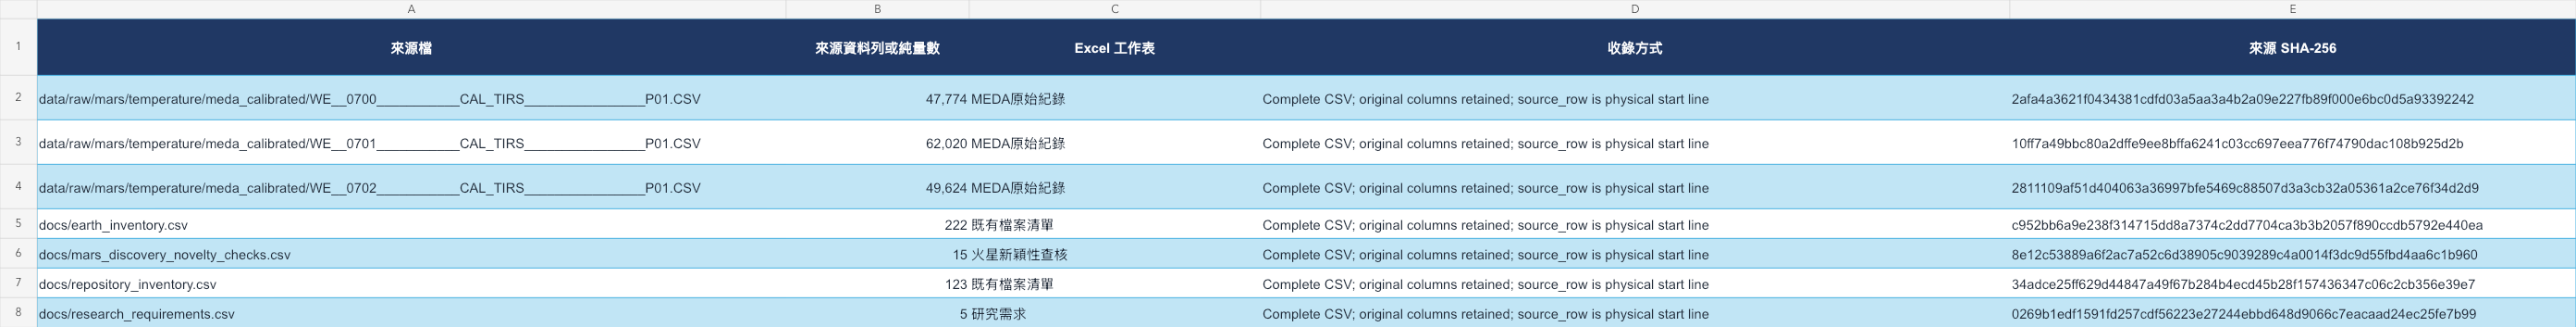 A B C D E
1 來源檔 來源資料列或純量數 Excel 工作表 收錄方式 來源 SHA-256
2 data/raw/mars/temperature/meda_calibrated/WE__0700___________CAL_TIRS________________P01.CSV 47,774 MEDA原始紀錄 Complete CSV; original columns retained; source_row is physical start line 2afa4a3621f0434381cdfd03a5aa3a4b2a09e227fb89f000e6bc0d5a93392242
3 data/raw/mars/temperature/meda_calibrated/WE__0701___________CAL_TIRS________________P01.CSV 62,020 MEDA原始紀錄 Complete CSV; original columns retained; source_row is physical start line 10ff7a49bbc80a2dffe9ee8bffa6241c03cc697eea776f74790dac108b925d2b
4 data/raw/mars/temperature/meda_calibrated/WE__0702___________CAL_TIRS________________P01.CSV 49,624 MEDA原始紀錄 Complete CSV; original columns retained; source_row is physical start line 2811109af51d404063a36997bfe5469c88507d3a3cb32a05361a2ce76f34d2d9
5 docs/earth_inventory.csv 222 既有檔案清單 Complete CSV; original columns retained; source_row is physical start line c952bb6a9e238f314715dd8a7374c2dd7704ca3b3b2057f890ccdb5792e440ea
6 docs/mars_discovery_novelty_checks.csv 15 火星新穎性查核 Complete CSV; original columns retained; source_row is physical start line 8e12c53889a6f2ac7a52c6d38905c9039289c4a0014f3dc9d55fbd4aa6c1b960
7 docs/repository_inventory.csv 123 既有檔案清單 Complete CSV; original columns retained; source_row is physical start line 34adce25ff629d44847a49f67b284b4ecd45b28f157436347c06c2cb356e39e7
8 docs/research_requirements.csv 5 研究需求 Complete CSV; original columns retained; source_row is physical start line 0269b1edf1591fd257cdf56223e27244ebbd648d9066c7eacaad24ec25fe7b99